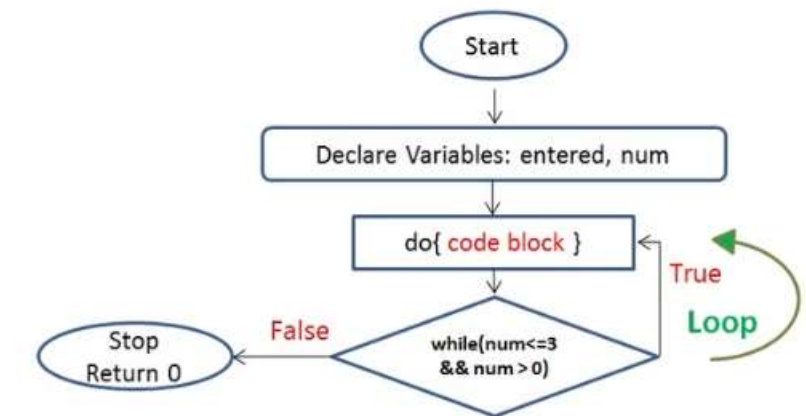 Start
Declare Variables: entered, num
do{ code block }
True
Loop
while(num<=3
&& num > 0)
False
Stop
Return 0